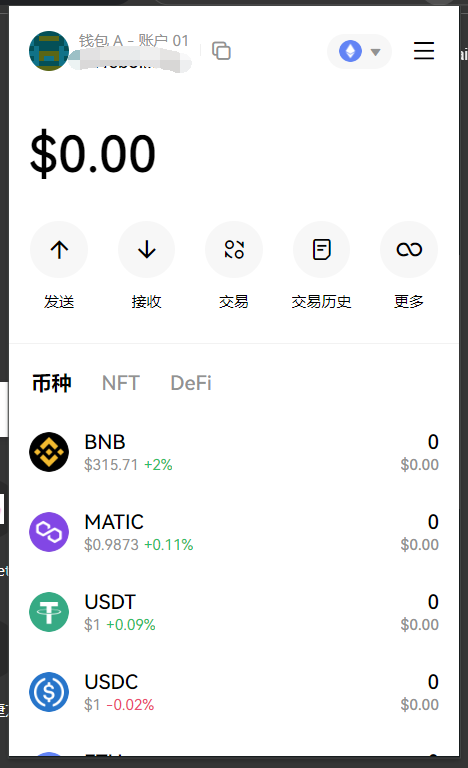 钱包 A - 账户 01
$0.00
发送 接收 交易 交易历史 更多
币种 NFT DeFi
BNB 0
$315.71 +2% $0.00
MATIC 0
$0.9873 +0.11% $0.00
USDT 0
$1 +0.09% $0.00
USDC 0
$1 -0.02% $0.00